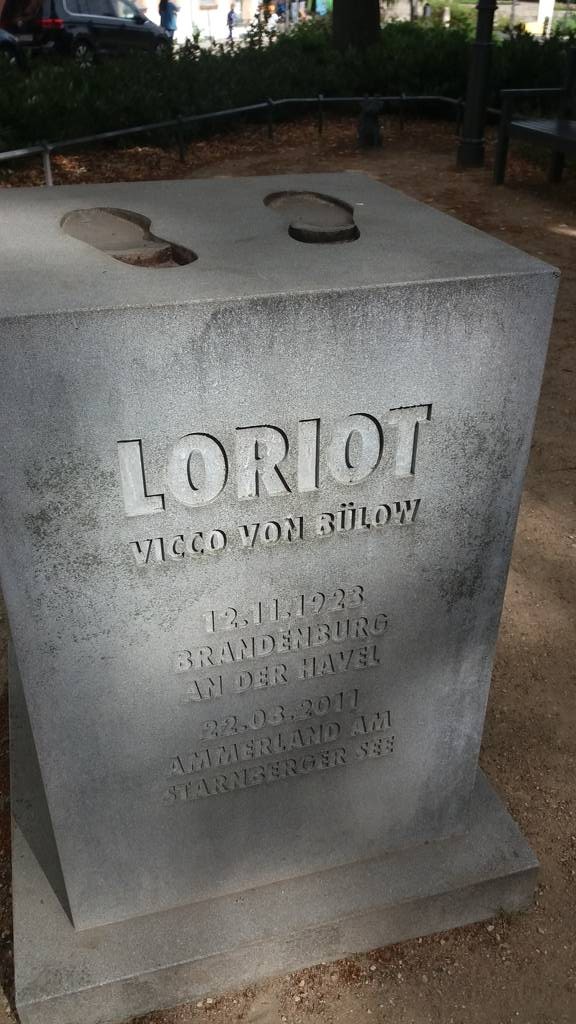 LORIOT
VICCO VON BÜLOW
12.11.1923
BRANDENBURG
AN DER HAVEL
22.08.2011
AMMERLAND AM
STARNBERGER SEE